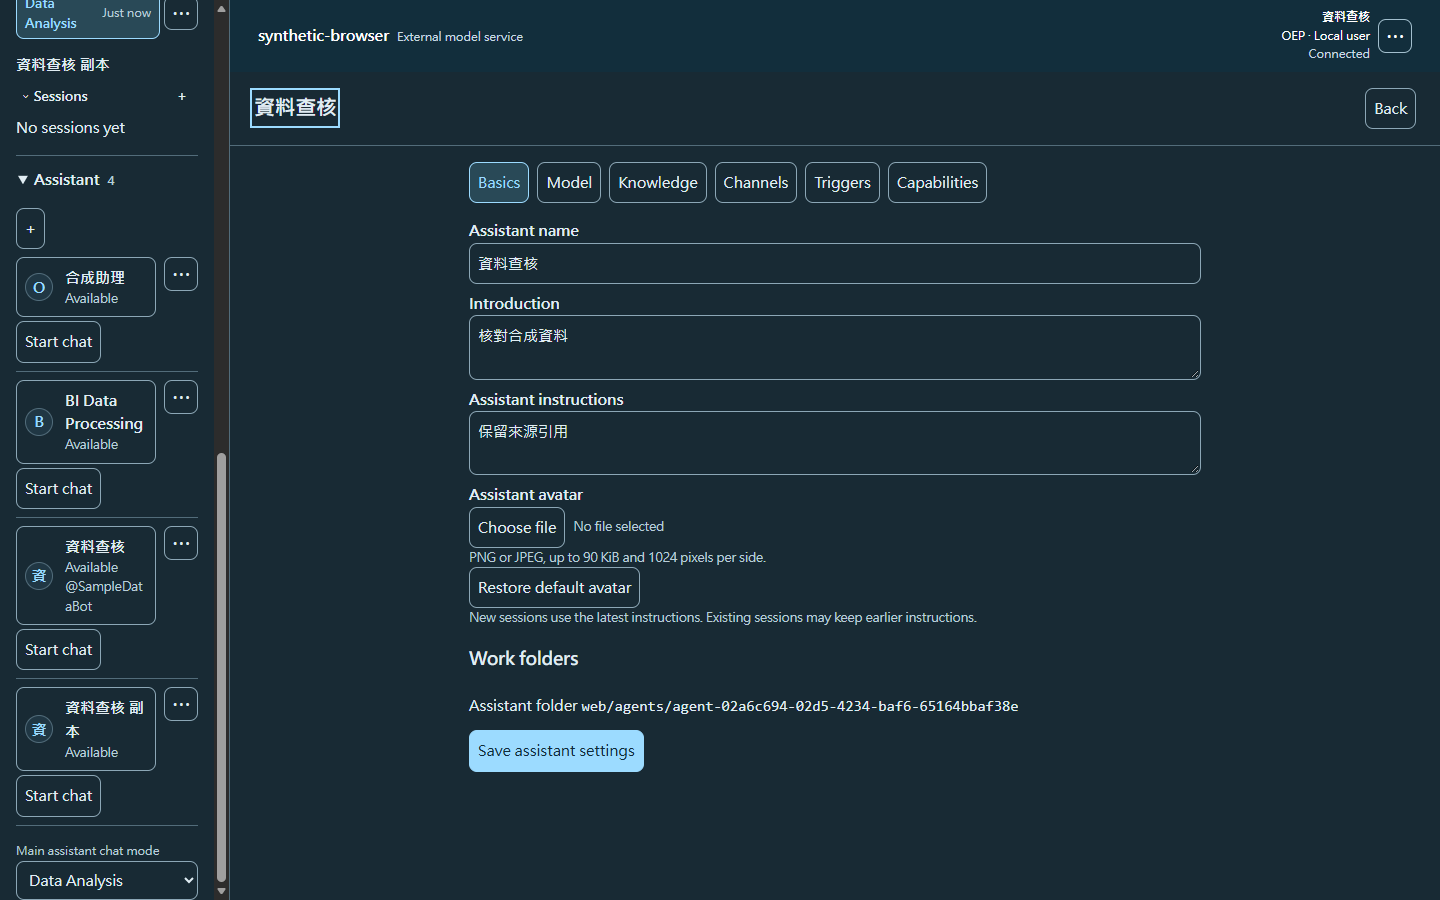 Data
Analysis
Just now
...
資料查核 副本
Sessions
+
No sessions yet
Assistant 4
+
O
合成助理
Available
...
Start chat
B
BI Data
Processing
Available
...
Start chat
資
資料查核
Available
@SampleDat
aBot
...
Start chat
資
資料查核 副
本
Available
...
Start chat
Main assistant chat mode
Data Analysis
synthetic-browser External model service
資料查核
OEP · Local user
Connected
...
資料查核
Back
Basics
Model
Knowledge
Channels
Triggers
Capabilities
Assistant name
資料查核
Introduction
核對合成資料
Assistant instructions
保留來源引用
Assistant avatar
Choose file No file selected
PNG or JPEG, up to 90 KiB and 1024 pixels per side.
Restore default avatar
New sessions use the latest instructions. Existing sessions may keep earlier instructions.
Work folders
Assistant folder web/agents/agent-02a6c694-02d5-4234-baf6-65164bbaf38e
Save assistant settings